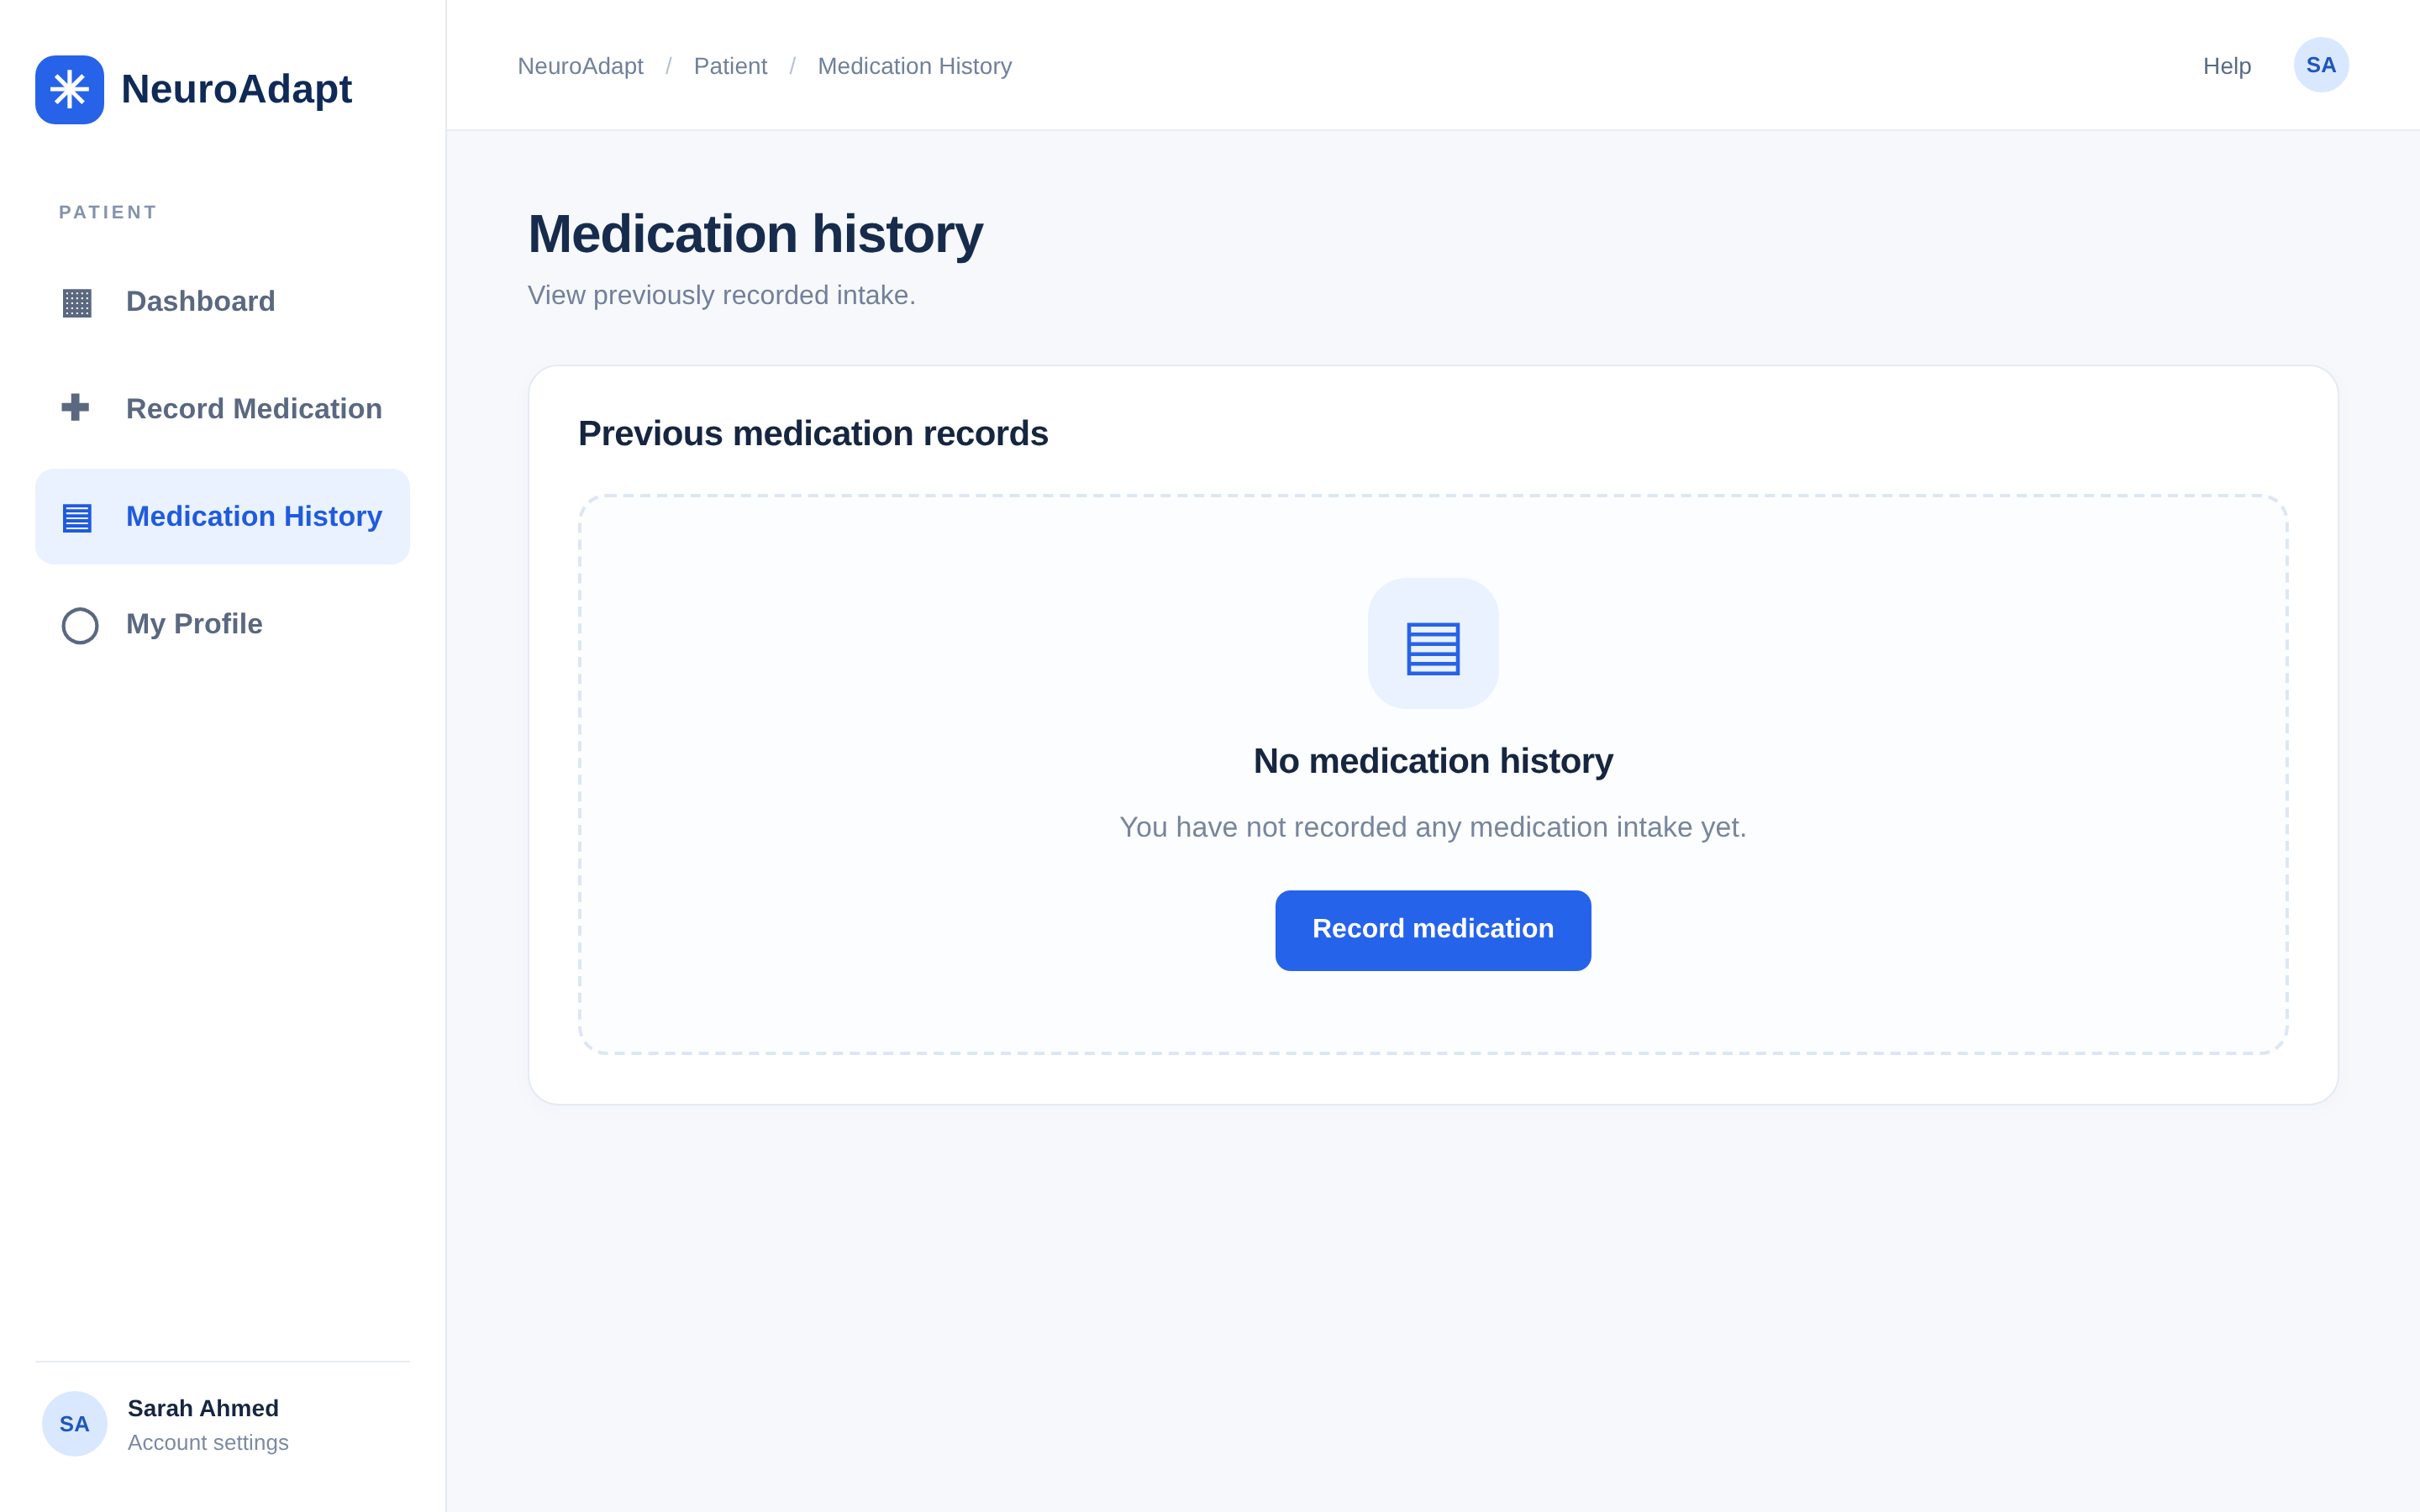 NeuroAdapt
PATIENT
Dashboard
Record Medication
Medication History
My Profile
Sarah Ahmed
SA
Account settings
NeuroAdapt / Patient / Medication History
Help
SA
Medication history
View previously recorded intake.
Previous medication records
No medication history
You have not recorded any medication intake yet.
Record medication